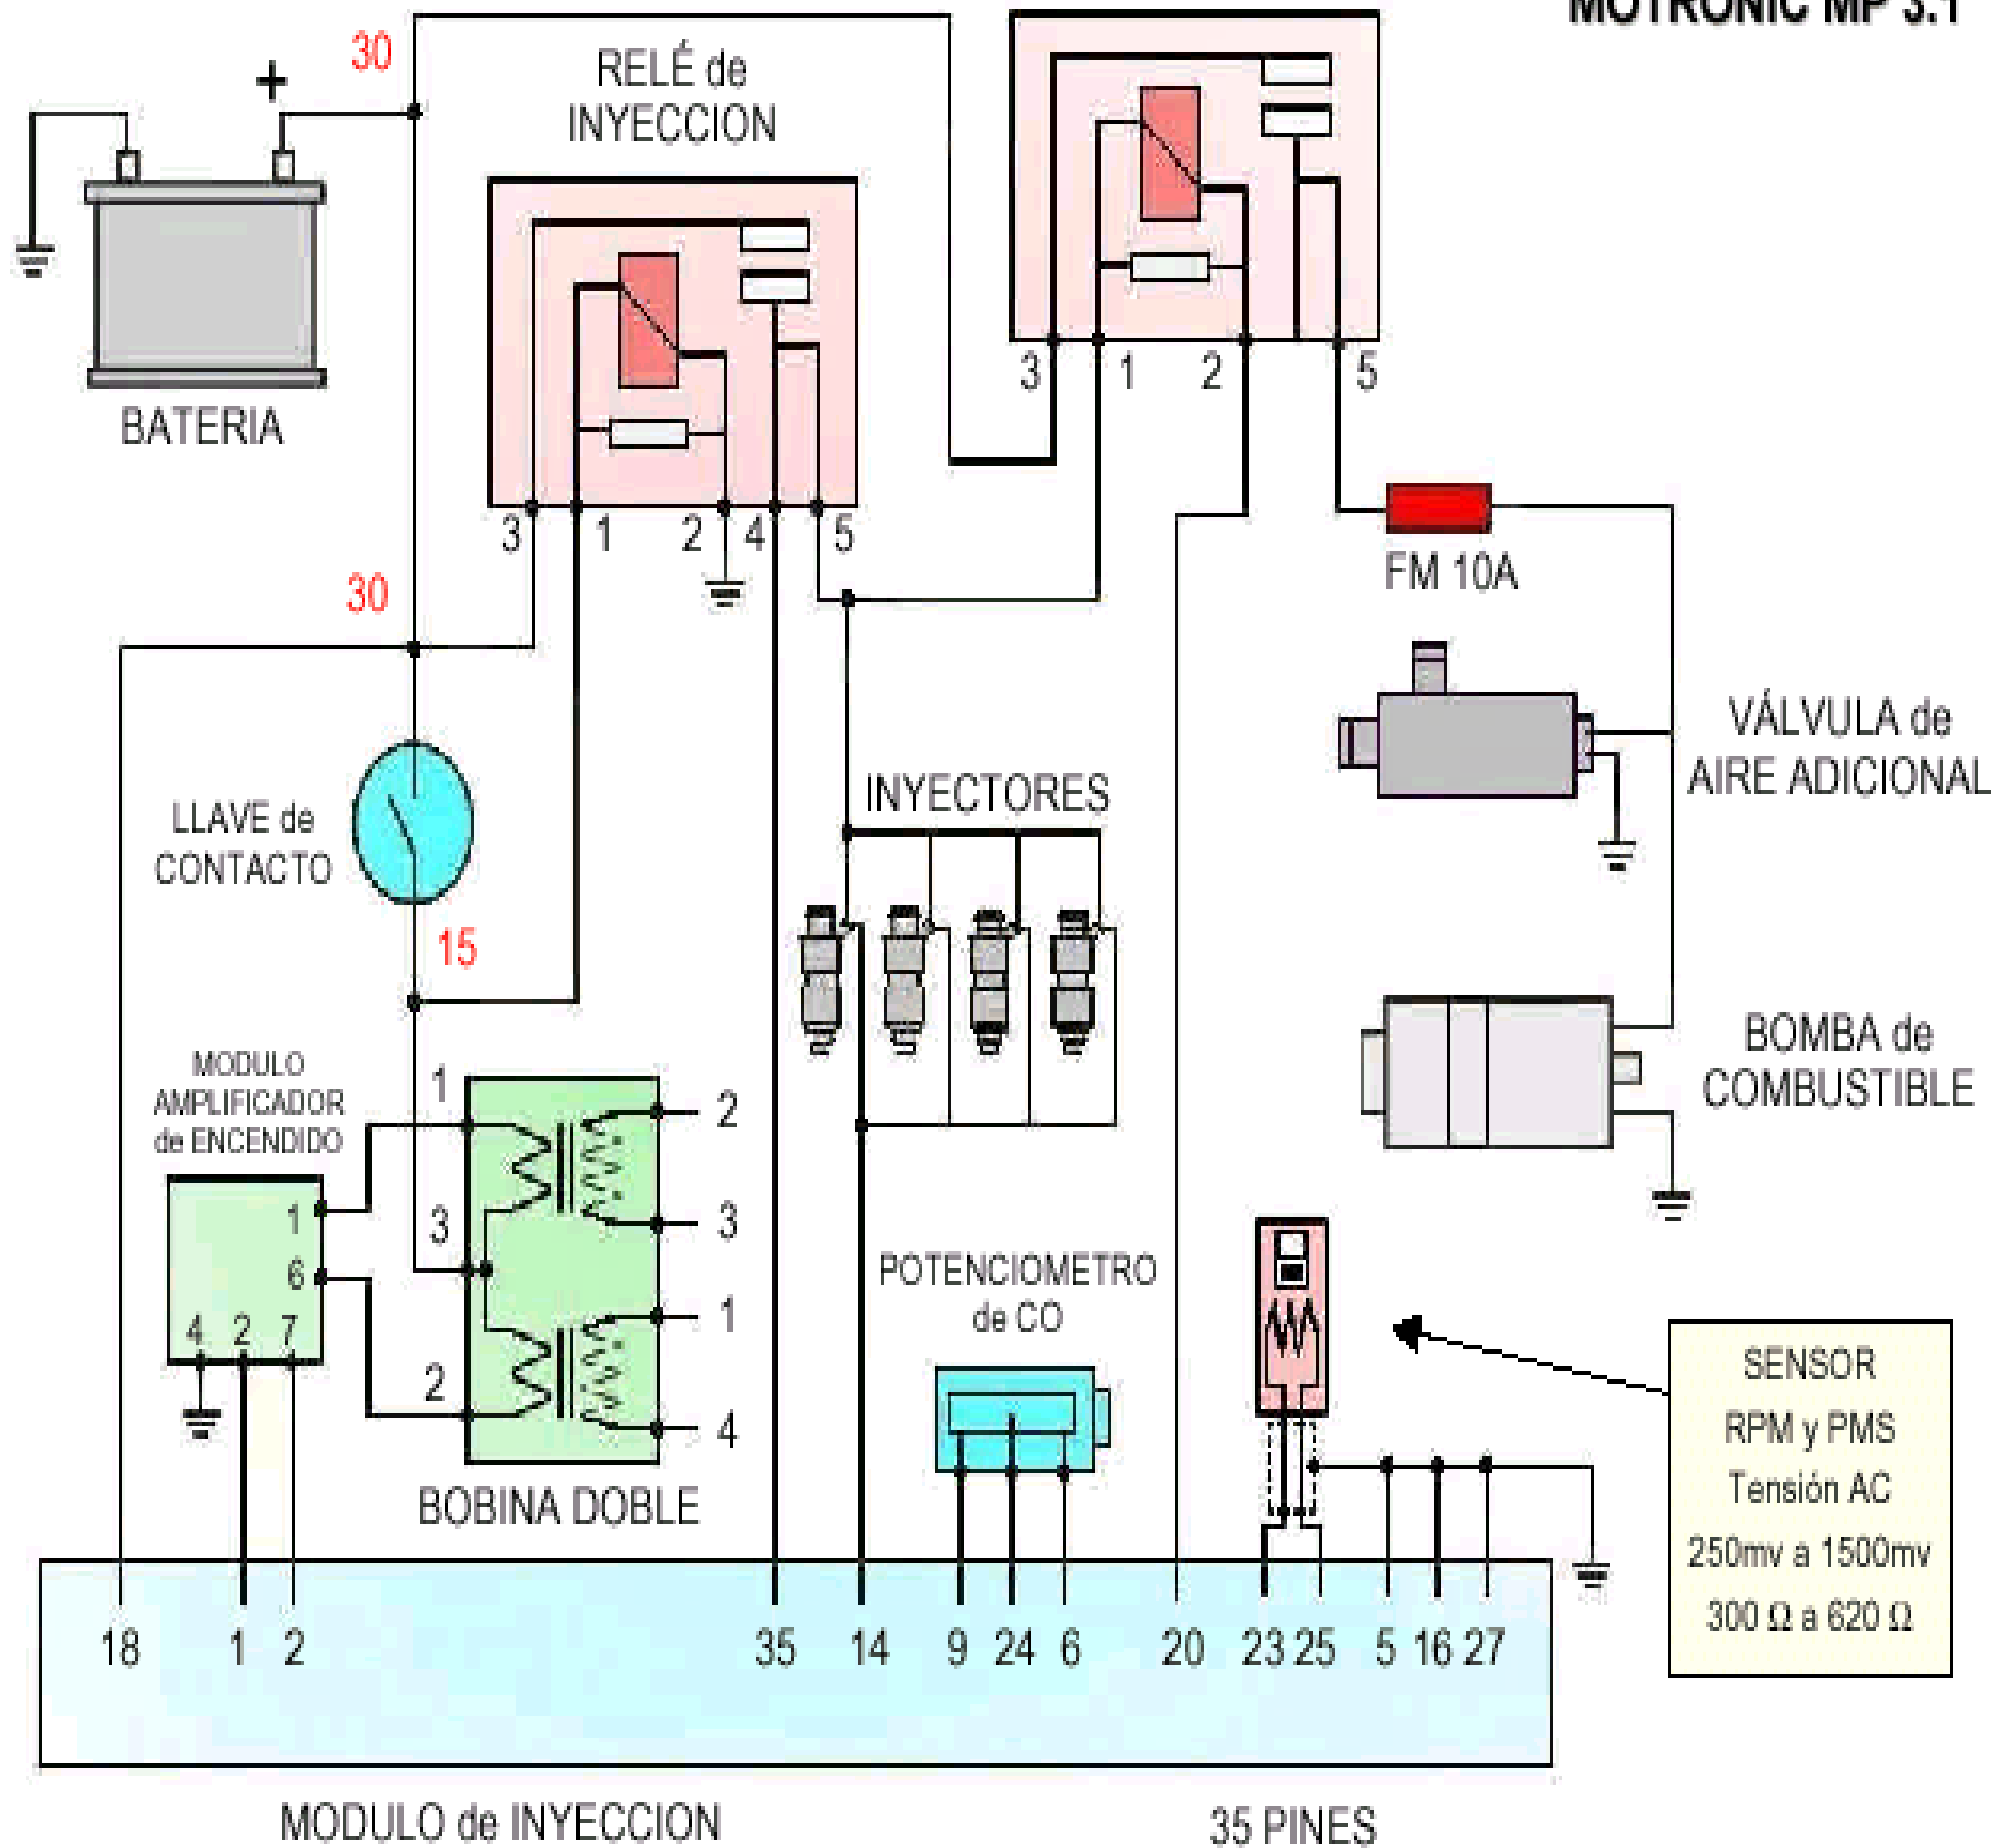 MOTRONIC MP 3.1
30
+
RELÉ de
INYECCION
BATERIA
3 1 2 5
3 1 2 4 5
FM 10A
30
VÁLVULA de
AIRE ADICIONAL
INYECTORES
LLAVE de
CONTACTO
15
BOMBA de
COMBUSTIBLE
MODULO
AMPLIFICADOR
de ENCENDIDO
1
2
1
3
3
6
POTENCIOMETRO
de CO
1
4 2 7
2
4
SENSOR
RPM y PMS
Tensión AC
250mv a 1500mv
300 Ω a 620 Ω
BOBINA DOBLE
18 1 2 35 14 9 24 6 20 23 25 5 16 27
MODULO de INYECCION
35 PINES